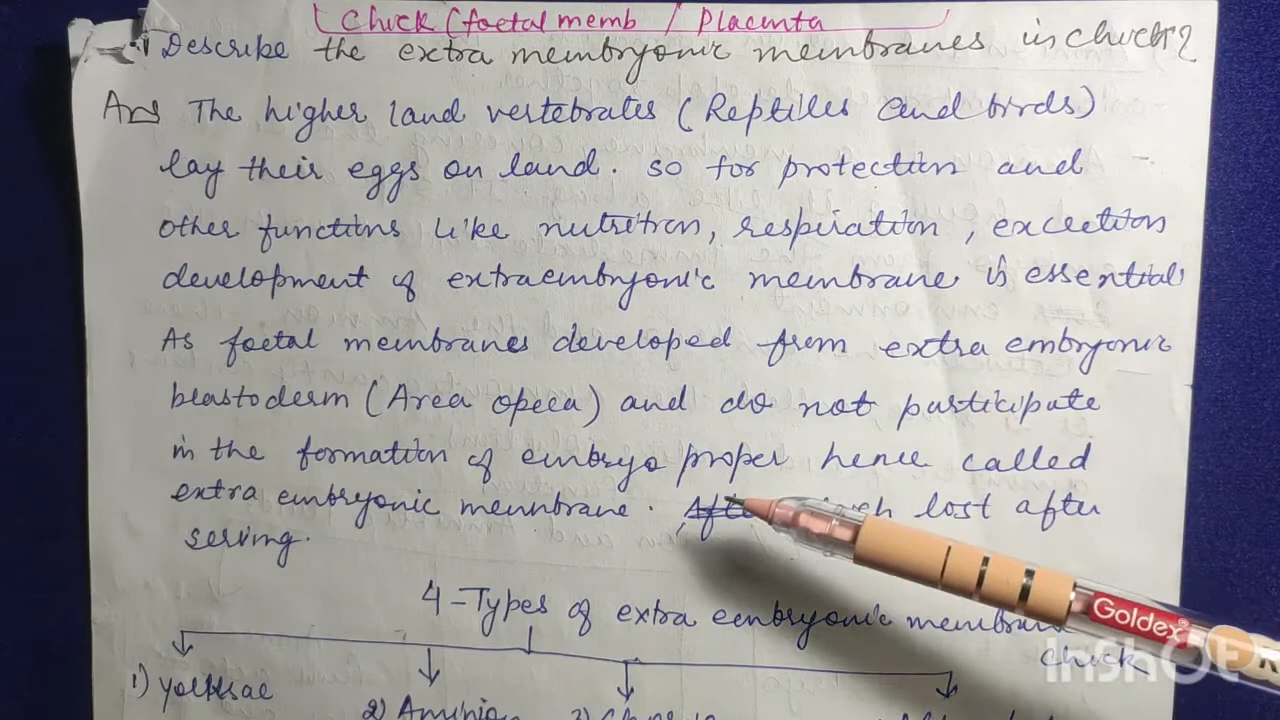 Chick (foetal memb / Placenta
Describe the extra membryonic membranes in chick?
Ans The higher land vertebrates (Reptiles and birds)
lay their eggs on land. so for protection and
other functions like nutrition, respiration, excretion
development of extraembryonic membrane is essential
As foetal membranes developed from extra embryonic
blastoderm (Area opeca) and do not participate
in the formation of embryo proper hence called
extra embryonic membrane. lost after
serving.
4-Types of extra embryonic membrane
chick
1) yolksac
2) Amnion
Goldex
InShOT